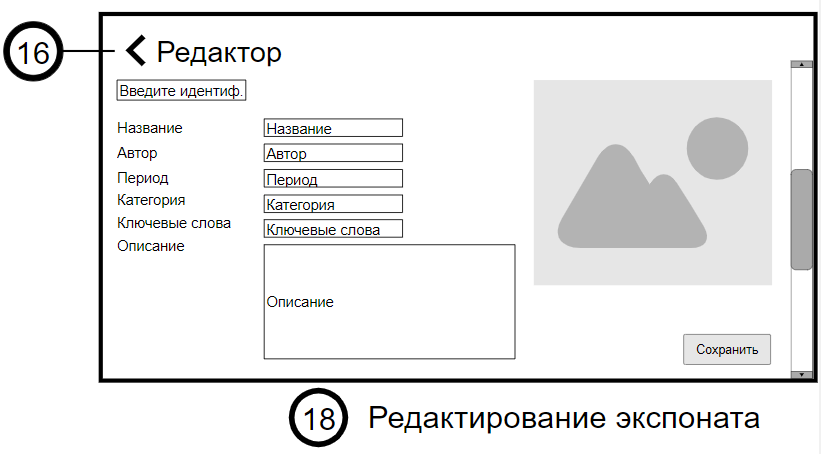 16
Редактор
Введите идентиф.
Название Название
Автор Автор
Период Период
Категория Категория
Ключевые слова Ключевые слова
Описание
Описание
Сохранить
18 Редактирование экспоната